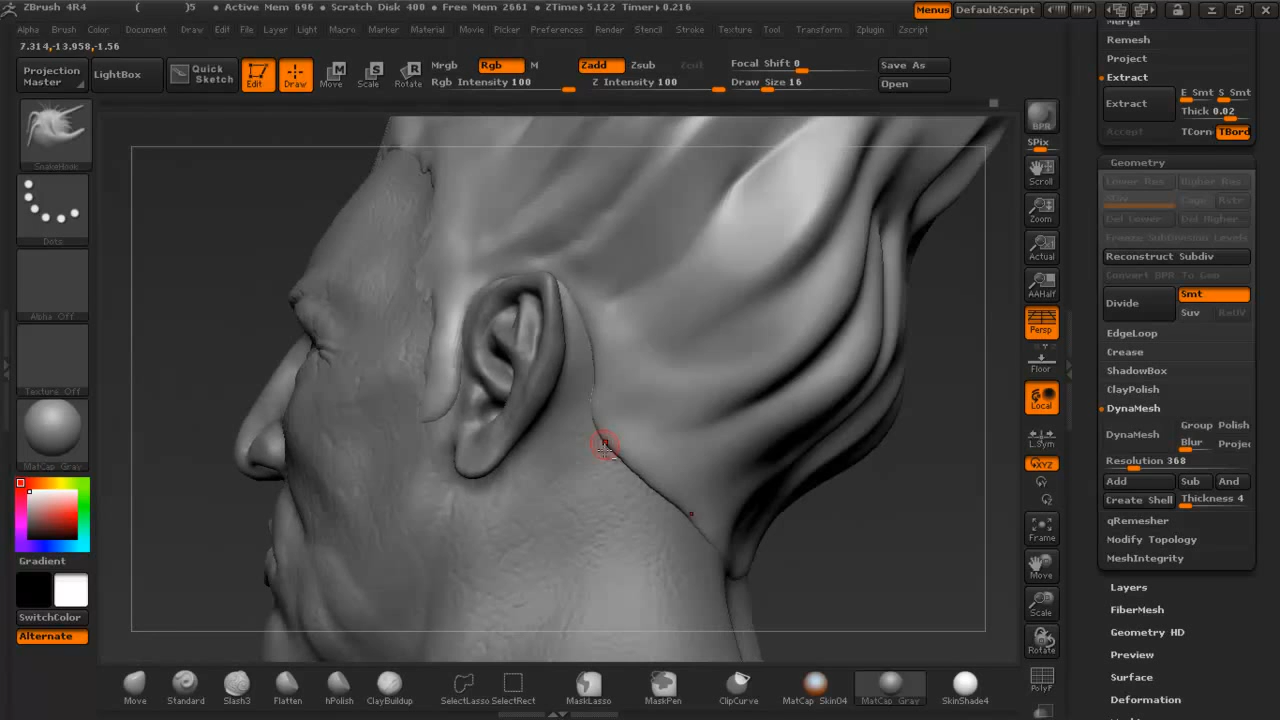 ZBrush 4R4 ( )5 • Active Mem 696 • Scratch Disk 400 • Free Mem 2661 • ZTime▸5.122 Timer▸0.216 Menus DefaultZScript
Alpha Brush Color Document Draw Edit File Layer Light Macro Marker Material Movie Picker Preferences Render Stencil Stroke Texture Tool Transform Zplugin Zscript
7.314,-13.958,-1.56
Projection Master
LightBox
Quick Sketch
Edit
Draw
Move
Scale
Rotate
Mrgb Rgb M
Rgb Intensity 100
Zadd Zsub Zcut
Z Intensity 100
Focal Shift 0
Draw Size 16
Save As
Open
SnakeHook
Dots
Alpha Off
Texture Off
MatCap Gray
Gradient
SwitchColor
Alternate
BPR
SPix
Scroll
Zoom
Actual
AAHalf
Persp
Floor
Local
L.Sym
XYZ
Frame
Move
Scale
Rotate
PolyF
Merge
Remesh
Project
Extract
Extract
E Smt S Smt
Thick 0.02
Accept TCorn TBord
Geometry
Lower Res Higher Res
SDiv Cage Rstr
Del Lower Del Higher
Freeze SubDivision Levels
Reconstruct Subdiv
Convert BPR To Geo
Divide
Smt
Suv ReUV
EdgeLoop
Crease
ShadowBox
ClayPolish
DynaMesh
DynaMesh
Group Polish
Blur Projec
Resolution 368
Add Sub And
Create Shell Thickness 4
qRemesher
Modify Topology
MeshIntegrity
Layers
FiberMesh
Geometry HD
Preview
Surface
Deformation
Move Standard Slash3 Flatten hPolish ClayBuildup SelectLasso SelectRect MaskLasso MaskPen ClipCurve MatCap Skin04 MatCap Gray SkinShade4